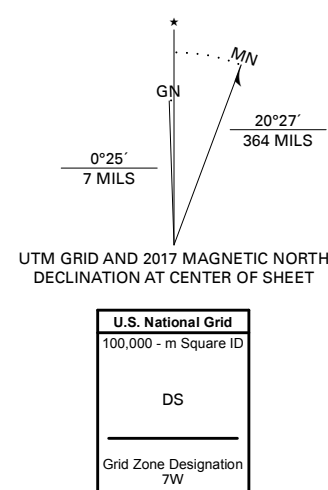 ★
MN
GN
20°27´
364 MILS
0°25´
7 MILS
UTM GRID AND 2017 MAGNETIC NORTH
DECLINATION AT CENTER OF SHEET
U.S. National Grid
100,000 - m Square ID
DS
Grid Zone Designation
7W